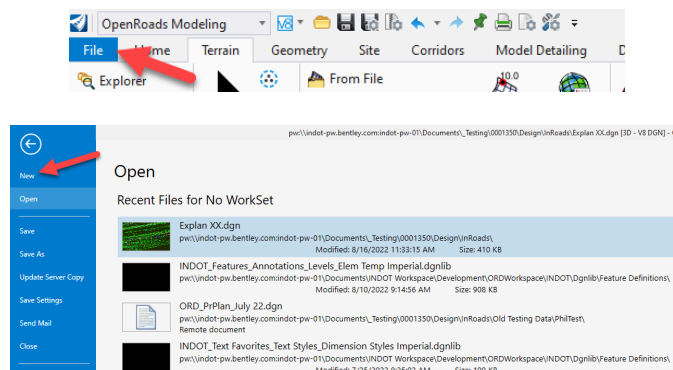 OpenRoads Modeling
File Home Terrain Geometry Site Corridors Model Detailing
Explorer From File 10.0
pw:\\indot-pw.bentley.com:indot-pw-01\Documents\_Testing\0001350\Design\InRoads\Explan XX.dgn [3D - V8 DGN] -
New
Open
Open
Recent Files for No WorkSet
Explan XX.dgn
pw:\\indot-pw.bentley.com:indot-pw-01\Documents\_Testing\0001350\Design\InRoads\
Modified: 8/16/2022 11:33:15 AM Size: 410 KB
Save
Save As
INDOT_Features_Annotations_Levels_Elem Temp Imperial.dgnlib
pw:\\indot-pw.bentley.com:indot-pw-01\Documents\INDOT Workspace\Development\ORDWorkspace\INDOT\Dgnlib\Feature Definitions\
Modified: 8/10/2022 9:14:56 AM Size: 908 KB
Update Server Copy
Save Settings
ORD_PrPlan_July 22.dgn
pw:\\indot-pw.bentley.com:indot-pw-01\Documents\_Testing\0001350\Design\InRoads\Old Testing Data\PhilTest\
Remote document
Send Mail
Close
INDOT_Text Favorites_Text Styles_Dimension Styles Imperial.dgnlib
pw:\\indot-pw.bentley.com:indot-pw-01\Documents\INDOT Workspace\Development\ORDWorkspace\INDOT\Dgnlib\Feature Definitions\